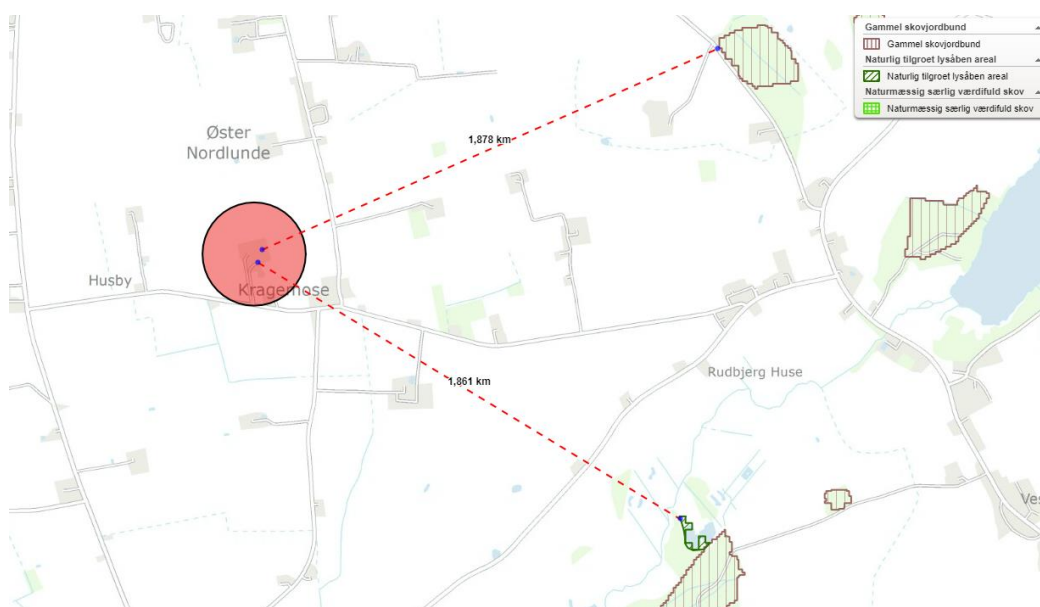 Gammel skovjordbund
Gammel skovjordbund
Naturlig tilgroet lysåben areal
Naturlig tilgroet lysåben areal
Naturmæssig særlig værdifuld skov
Naturmæssig særlig værdifuld skov
Øster
Nordlunde
1,878 km
Husby
Kragemose
Rudbjerg Huse
1,861 km
Ves